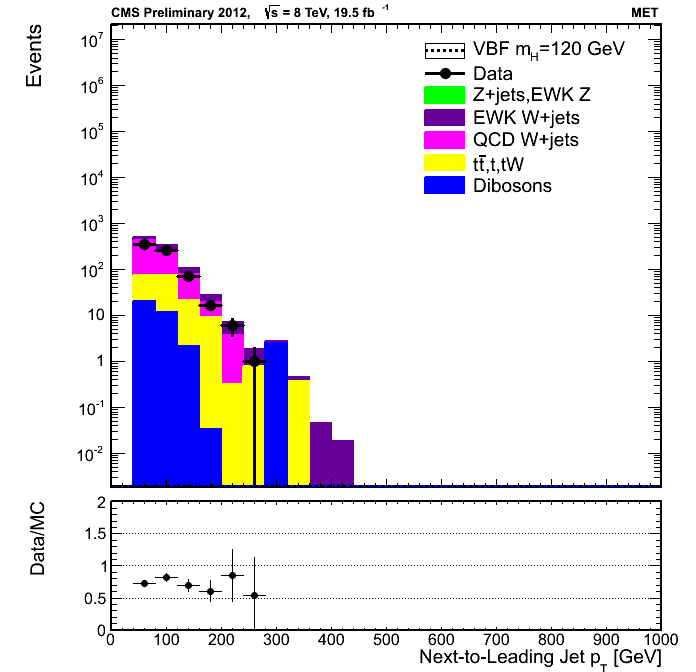 CMS Preliminary 2012, √s = 8 TeV, 19.5 fb⁻¹ MET
Events
10⁷
10⁶
10⁵
10⁴
10³
10²
10
1
10⁻¹
10⁻²
VBF m_H=120 GeV
Data
Z+jets,EWK Z
EWK W+jets
QCD W+jets
tt̄,t,tW
Dibosons
Data/MC
2
1.5
1
0.5
0
0 100 200 300 400 500 600 700 800 900 1000
Next-to-Leading Jet p_T [GeV]